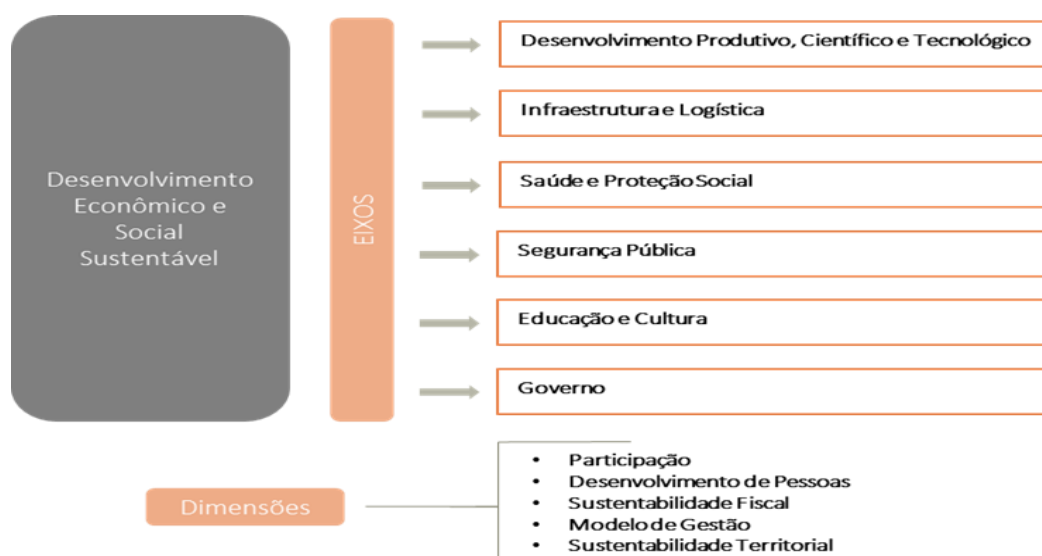 Desenvolvimento
Econômico e
Social
Sustentável
EIXOS
Desenvolvimento Produtivo, Científico e Tecnológico
Infraestrutura e Logística
Saúde e Proteção Social
Segurança Pública
Educação e Cultura
Governo
Dimensões
• Participação
• Desenvolvimento de Pessoas
• Sustentabilidade Fiscal
• Modelo de Gestão
• Sustentabilidade Territorial